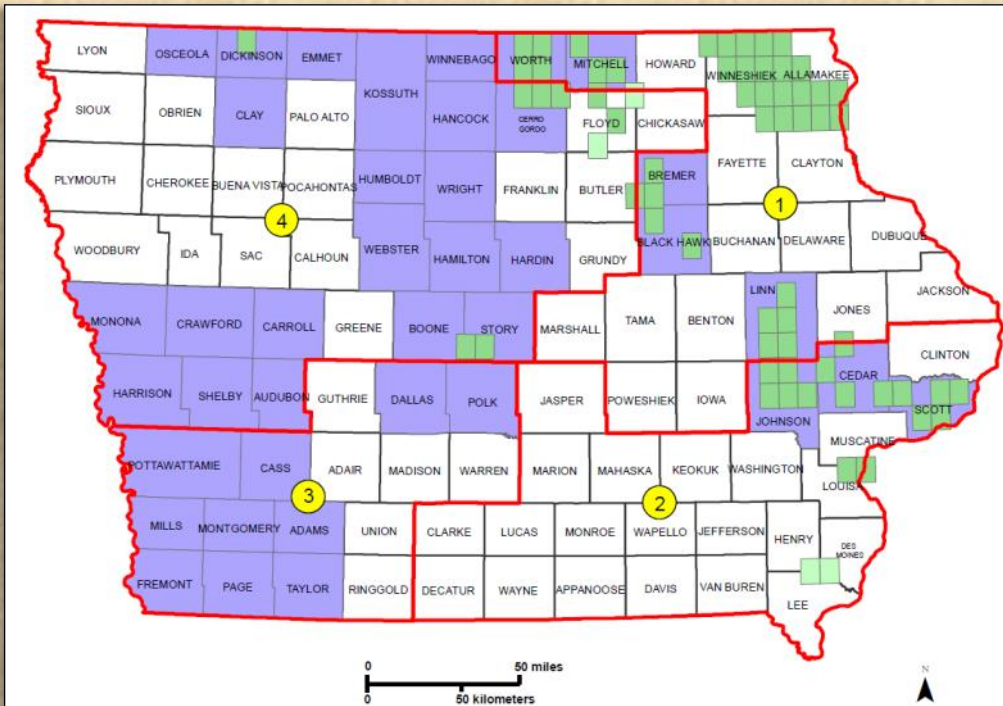 LYON
OSCEOLA
DICKINSON
EMMET
WINNEBAGO
WORTH
MITCHELL
HOWARD
WINNESHIEK
ALLAMAKEE
KOSSUTH
SIOUX
OBRIEN
CLAY
PALO ALTO
HANCOCK
CERRO
GORDO
FLOYD
CHICKASAW
PLYMOUTH
CHEROKEE
BUENA VISTA
POCAHONTAS
HUMBOLDT
WRIGHT
FRANKLIN
BUTLER
BREMER
FAYETTE
CLAYTON
4
1
WOODBURY
IDA
SAC
CALHOUN
WEBSTER
HAMILTON
HARDIN
GRUNDY
BLACK HAWK
BUCHANAN
DELAWARE
DUBUQUE
MONONA
CRAWFORD
CARROLL
GREENE
BOONE
STORY
MARSHALL
TAMA
BENTON
LINN
JONES
JACKSON
CLINTON
HARRISON
SHELBY
AUDUBON
GUTHRIE
DALLAS
POLK
JASPER
POWESHIEK
IOWA
JOHNSON
CEDAR
SCOTT
MUSCATINE
POTTAWATTAMIE
CASS
ADAIR
MADISON
WARREN
MARION
MAHASKA
KEOKUK
WASHINGTON
LOUISA
3
2
MILLS
MONTGOMERY
ADAMS
UNION
CLARKE
LUCAS
MONROE
WAPELLO
JEFFERSON
HENRY
DES
MOINES
FREMONT
PAGE
TAYLOR
RINGGOLD
DECATUR
WAYNE
APPANOOSE
DAVIS
VAN BUREN
LEE
0 50 miles
0 50 kilometers
N